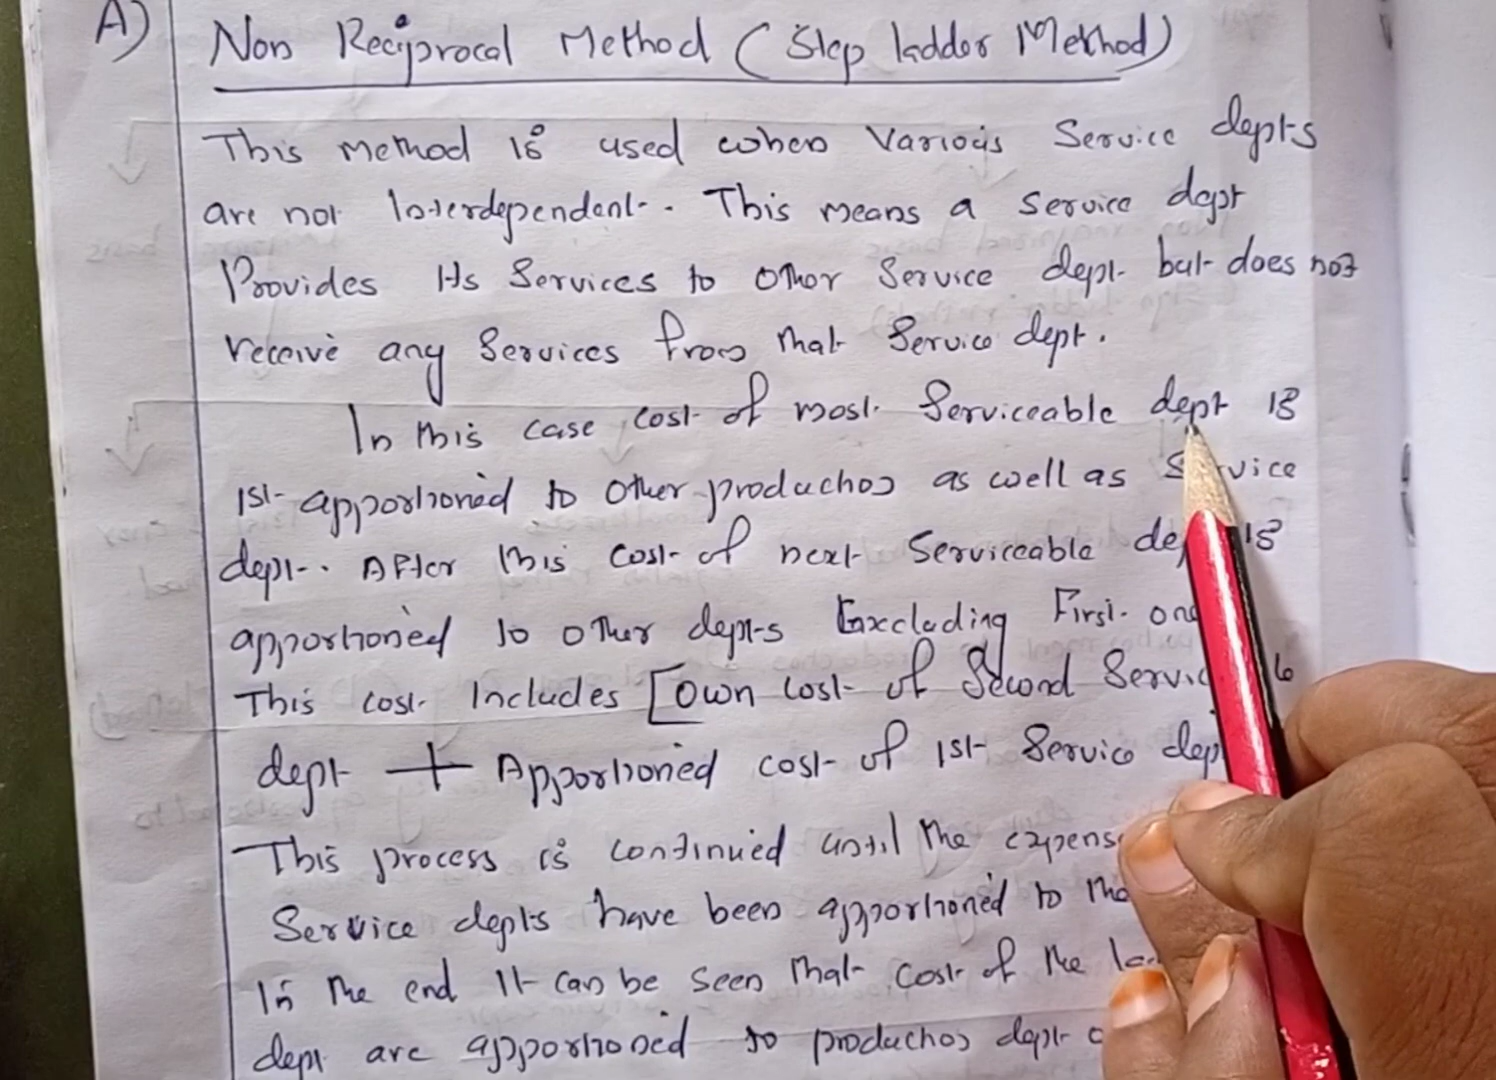 A) Non Reciprocal Method (Step ladder Method)
This method is used when various Service depts
are not Interdependent. This means a service dept
Provides Its Services to other Service dept but does not
receive any Services from that Service dept.
In this case cost of most Serviceable dept is
1st apportioned to other production as well as
dept. After this cost of next Serviceable is
apportioned to other depts Excluding First
This cost Includes [Own cost of Second
dept + Apportioned cost of 1st Service
This process is continued until the
Service depts have been apportioned to
In the end It can be seen that cost of the
dept are apportioned to production dept